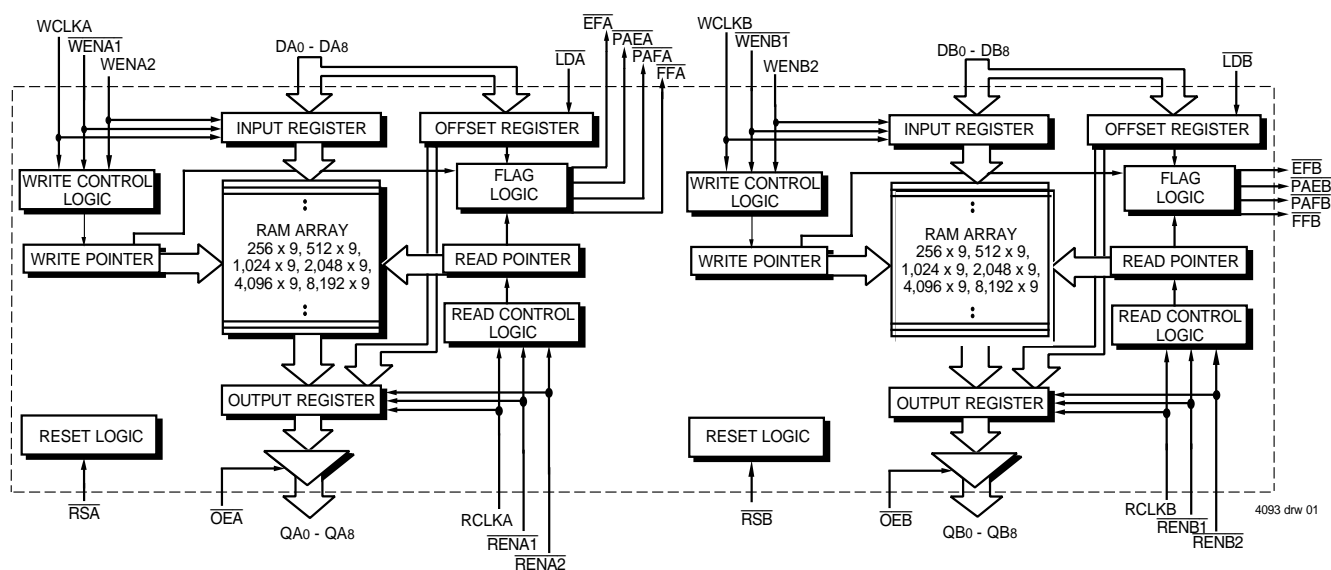 WCLKA
WENA1
WENA2
DA0 - DA8
LDA
EFA
PAEA
PAFA
FFA
INPUT REGISTER
OFFSET REGISTER
WRITE CONTROL
LOGIC
FLAG
LOGIC
WRITE POINTER
RAM ARRAY
256 x 9, 512 x 9,
1,024 x 9, 2,048 x 9,
4,096 x 9, 8,192 x 9
READ POINTER
READ CONTROL
LOGIC
OUTPUT REGISTER
RESET LOGIC
RSA
OEA
QA0 - QA8
RCLKA
RENA1
RENA2
WCLKB
WENB1
WENB2
DB0 - DB8
LDB
INPUT REGISTER
OFFSET REGISTER
WRITE CONTROL
LOGIC
FLAG
LOGIC
EFB
PAEB
PAFB
FFB
WRITE POINTER
RAM ARRAY
256 x 9, 512 x 9,
1,024 x 9, 2,048 x 9,
4,096 x 9, 8,192 x 9
READ POINTER
READ CONTROL
LOGIC
OUTPUT REGISTER
RESET LOGIC
RSB
OEB
QB0 - QB8
RCLKB
RENB1
RENB2
4093 drw 01